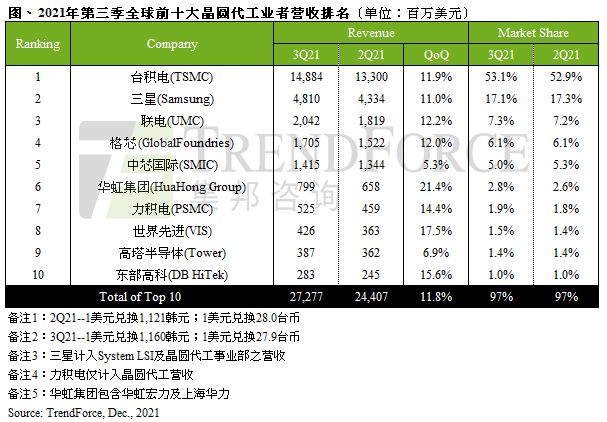 图、2021年第三季全球前十大晶圆代工业者营收排名（单位：百万美元）
Ranking Company Revenue Market Share
3Q21 2Q21 QoQ 3Q21 2Q21
1 台积电(TSMC) 14,884 13,300 11.9% 53.1% 52.9%
2 三星(Samsung) 4,810 4,334 11.0% 17.1% 17.3%
3 联电(UMC) 2,042 1,819 12.2% 7.3% 7.2%
4 格芯(GlobalFoundries) 1,705 1,522 12.0% 6.1% 6.1%
5 中芯国际(SMIC) 1,415 1,344 5.3% 5.0% 5.3%
6 华虹集团(HuaHong Group) 799 658 21.4% 2.8% 2.6%
7 力积电(PSMC) 525 459 14.4% 1.9% 1.8%
8 世界先进(VIS) 426 363 17.5% 1.5% 1.4%
9 高塔半导体(Tower) 387 362 6.9% 1.4% 1.4%
10 东部高科(DB HiTek) 283 245 15.6% 1.0% 1.0%
Total of Top 10 27,277 24,407 11.8% 97% 97%
备注1：2Q21--1美元兑换1,121韩元；1美元兑换28.0台币
备注2：3Q21--1美元兑换1,160韩元；1美元兑换27.9台币
备注3：三星计入System LSI及晶圆代工事业部之营收
备注4：力积电仅计入晶圆代工营收
备注5：华虹集团包含华虹宏力及上海华力
Source: TrendForce, Dec., 2021
TRENDFORCE
集邦咨询